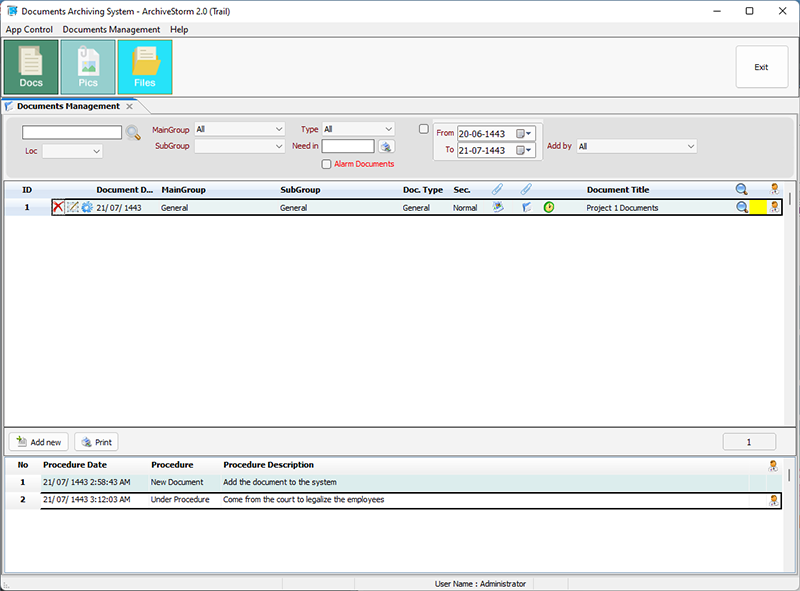 Documents Archiving System - ArchiveStorm 2.0 (Trail)
App Control Documents Management Help
Docs Pics Files Exit
Documents Management
MainGroup All Type All From 20-06-1443
Loc SubGroup Need in To 21-07-1443 Add by All
Alarm Documents
ID Document D... MainGroup SubGroup Doc. Type Sec. Document Title
1 21/ 07/ 1443 General General General Normal Project 1 Documents
Add new Print 1
No Procedure Date Procedure Procedure Description
1 21/ 07/ 1443 2:58:43 AM New Document Add the document to the system
2 21/ 07/ 1443 3:12:03 AM Under Procedure Come from the court to legalize the employees
User Name : Administrator